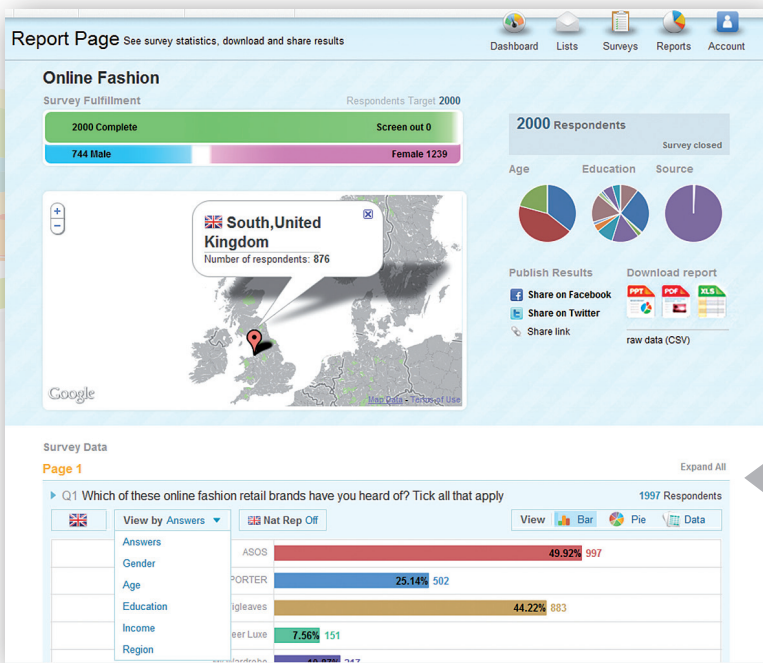 Report Page See survey statistics, download and share results
Dashboard Lists Surveys Reports Account
Online Fashion
Survey Fulfillment Respondents Target 2000
2000 Complete Screen out 0
744 Male Female 1239
2000 Respondents
Survey closed
Age Education Source
+
−
South,United
Kingdom
Number of respondents: 876
Publish Results Download report
Share on Facebook
Share on Twitter
Share link
PPT PDF XLS
raw data (CSV)
Google
Map Data - Terms of Use
Survey Data
Page 1 Expand All
Q1 Which of these online fashion retail brands have you heard of? Tick all that apply 1997 Respondents
View by Answers Nat Rep Off View Bar Pie Data
Answers
Gender
Age
Education
Income
Region
ASOS 49.92% 997
PORTER 25.14% 502
igleaves 44.22% 883
eer Luxe 7.56% 151
10.87% 217